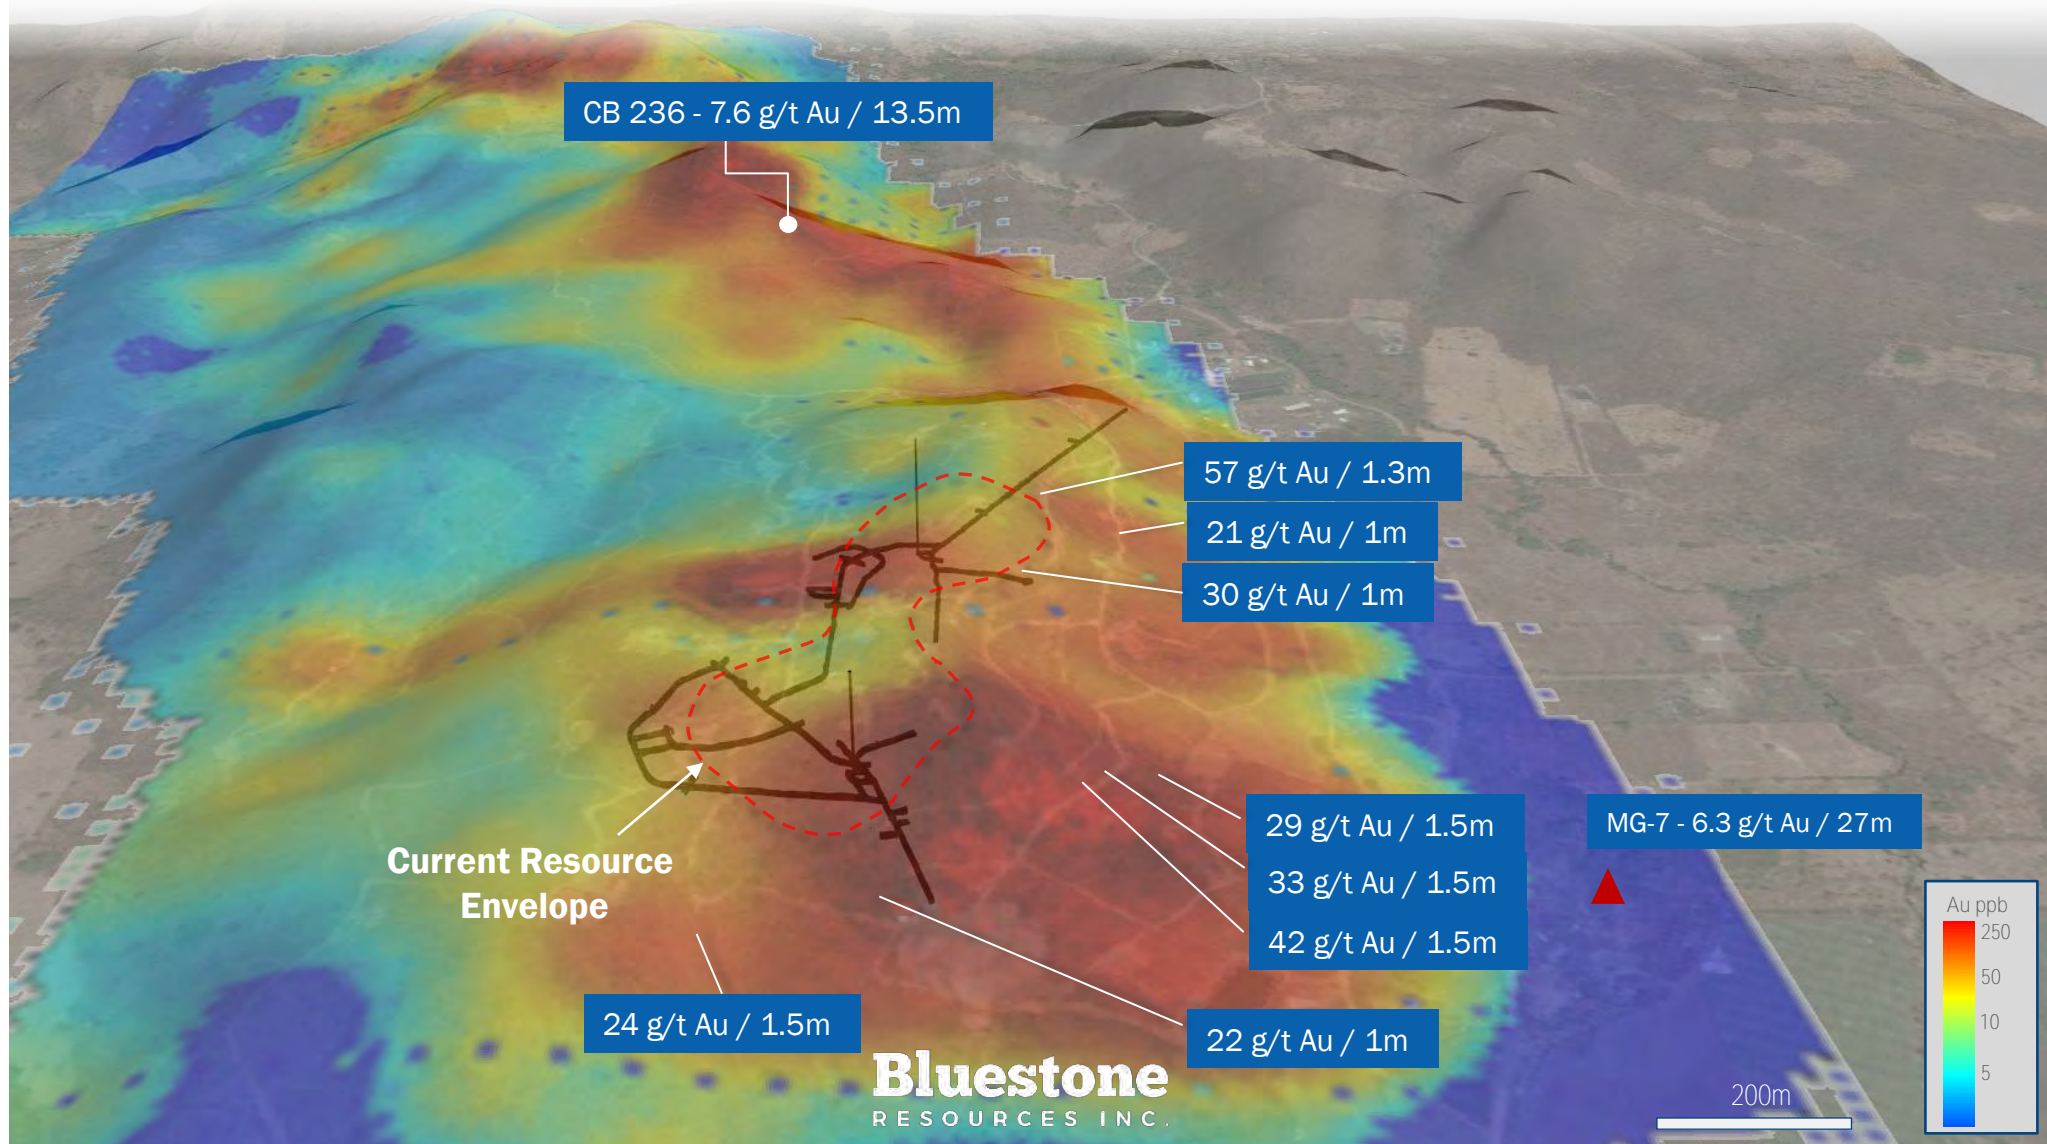 CB 236 - 7.6 g/t Au / 13.5m
57 g/t Au / 1.3m
21 g/t Au / 1m
30 g/t Au / 1m
29 g/t Au / 1.5m
MG-7 - 6.3 g/t Au / 27m
33 g/t Au / 1.5m
42 g/t Au / 1.5m
Current Resource
Envelope
24 g/t Au / 1.5m
22 g/t Au / 1m
Au ppb
250
50
10
5
200m
Bluestone
RESOURCES INC.